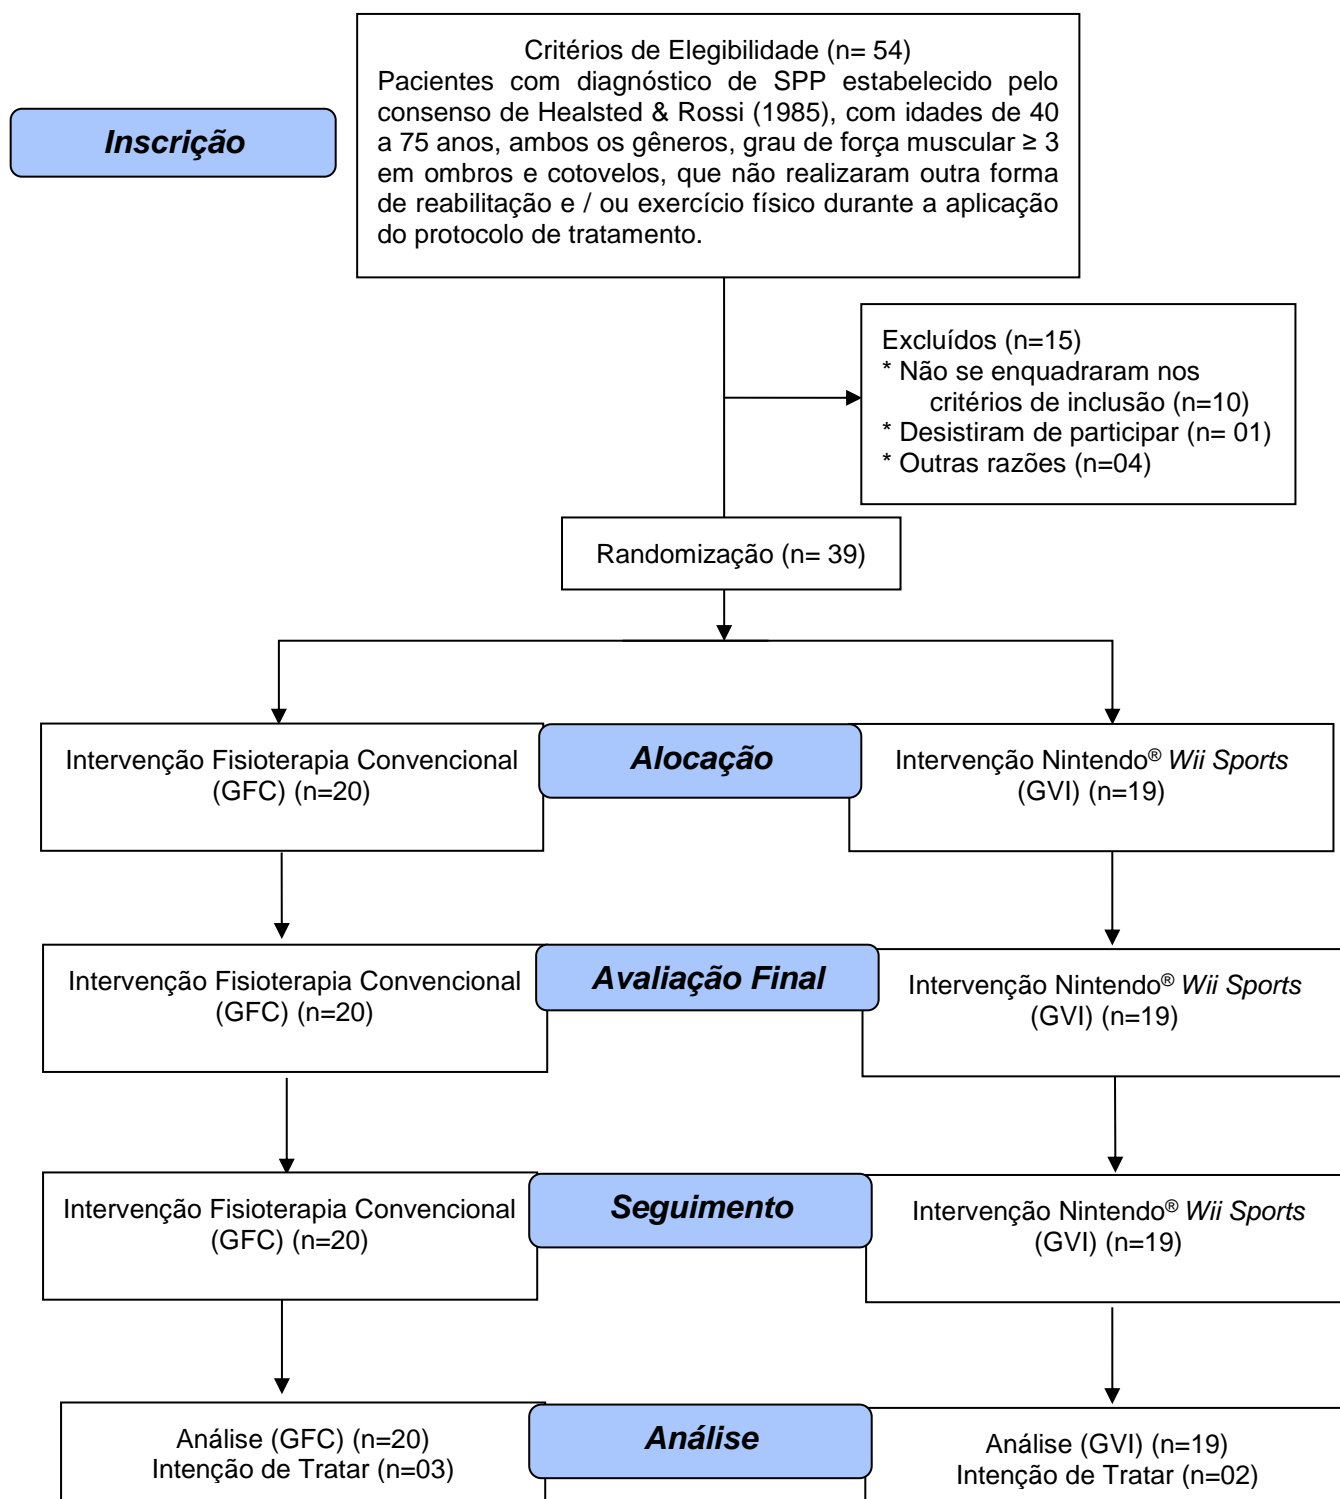 Critérios de Elegibilidade (n= 54)
Pacientes com diagnóstico de SPP estabelecido pelo
consenso de Healsted & Rossi (1985), com idades de 40
a 75 anos, ambos os gêneros, grau de força muscular ≥ 3
em ombros e cotovelos, que não realizaram outra forma
de reabilitação e / ou exercício físico durante a aplicação
do protocolo de tratamento.
Inscrição
Excluídos (n=15)
* Não se enquadraram nos
critérios de inclusão (n=10)
* Desistiram de participar (n= 01)
* Outras razões (n=04)
Randomização (n= 39)
Intervenção Fisioterapia Convencional
(GFC) (n=20)
Alocação
Intervenção Nintendo® Wii Sports
(GVI) (n=19)
Intervenção Fisioterapia Convencional
(GFC) (n=20)
Avaliação Final
Intervenção Nintendo® Wii Sports
(GVI) (n=19)
Intervenção Fisioterapia Convencional
(GFC) (n=20)
Seguimento
Intervenção Nintendo® Wii Sports
(GVI) (n=19)
Análise (GFC) (n=20)
Intenção de Tratar (n=03)
Análise
Análise (GVI) (n=19)
Intenção de Tratar (n=02)